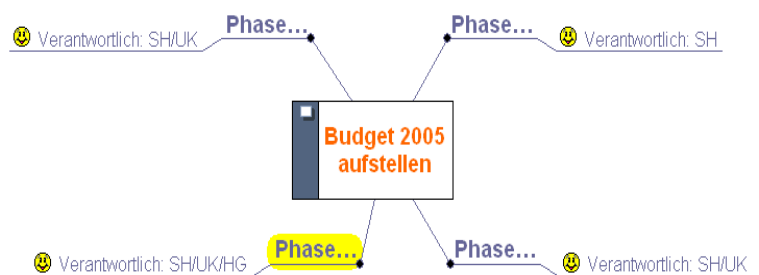 Phase...
Verantwortlich: SH/UK
Phase...
Verantwortlich: SH
Budget 2005
aufstellen
Phase...
Verantwortlich: SH/UK/HG
Phase...
Verantwortlich: SH/UK